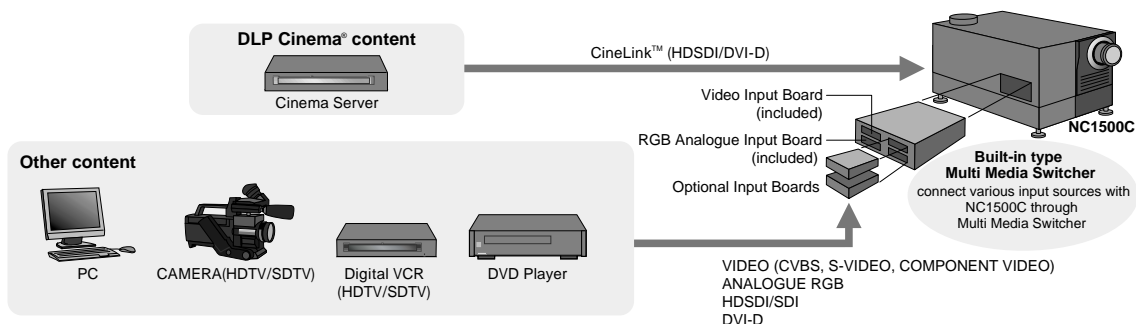 DLP Cinema® content
Cinema Server
CineLink™ (HDSDI/DVI-D)
Video Input Board
(included)
RGB Analogue Input Board
(included)
Optional Input Boards
NC1500C
Built-in type
Multi Media Switcher
connect various input sources with
NC1500C through
Multi Media Switcher
Other content
PC
CAMERA(HDTV/SDTV)
Digital VCR
(HDTV/SDTV)
DVD Player
VIDEO (CVBS, S-VIDEO, COMPONENT VIDEO)
ANALOGUE RGB
HDSDI/SDI
DVI-D